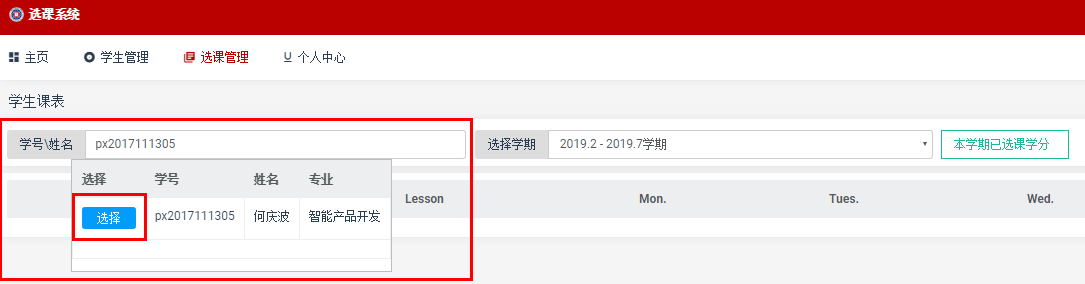 选课系统
主页 学生管理 选课管理 个人中心
学生课表
学号\姓名 px2017111305 选择学期 2019.2 - 2019.7学期 本学期已选课学分
选择 学号 姓名 专业
Lesson Mon. Tues. Wed.
选择 px2017111305 何庆波 智能产品开发